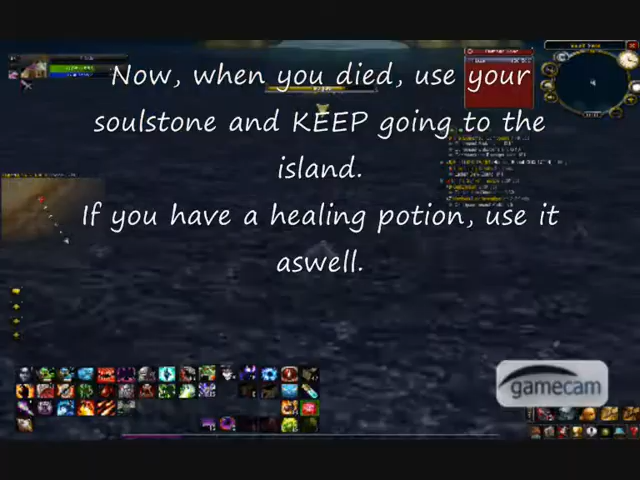 Now, when you died, use your
soulstone and KEEP going to the
island.
If you have a healing potion, use it
aswell.
gamecam